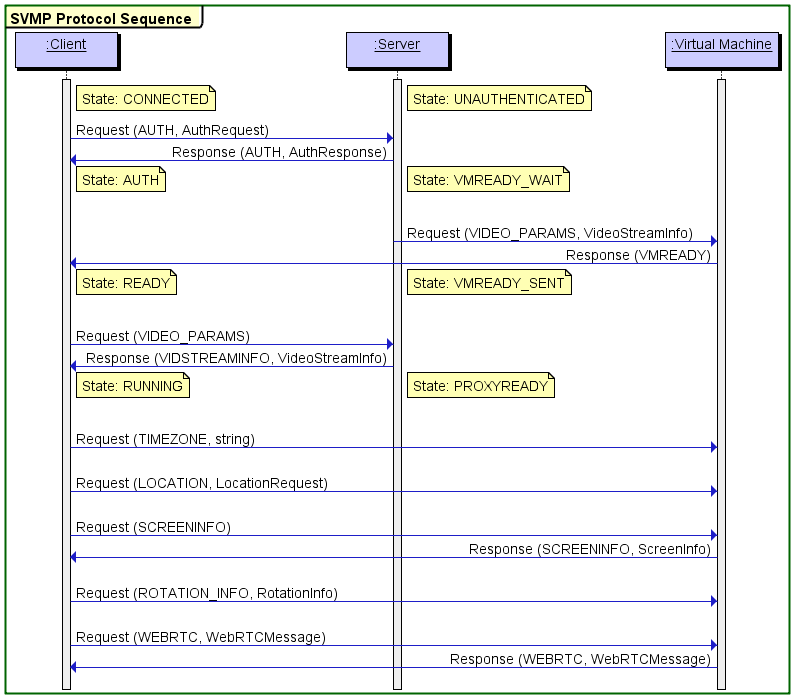 SVMP Protocol Sequence
:Client
:Server
:Virtual Machine
State: CONNECTED
State: UNAUTHENTICATED
Request (AUTH, AuthRequest)
Response (AUTH, AuthResponse)
State: AUTH
State: VMREADY_WAIT
Request (VIDEO_PARAMS, VideoStreamInfo)
Response (VMREADY)
State: READY
State: VMREADY_SENT
Request (VIDEO_PARAMS)
Response (VIDSTREAMINFO, VideoStreamInfo)
State: RUNNING
State: PROXYREADY
Request (TIMEZONE, string)
Request (LOCATION, LocationRequest)
Request (SCREENINFO)
Response (SCREENINFO, ScreenInfo)
Request (ROTATION_INFO, RotationInfo)
Request (WEBRTC, WebRTCMessage)
Response (WEBRTC, WebRTCMessage)